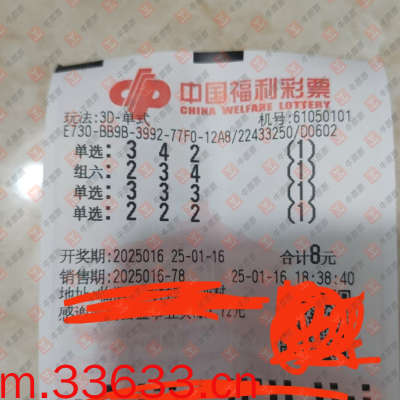 中国福利彩票
CHINA WELFARE LOTTERY
玩法:3D-单式 机号:61050101
E730-BB9B-3992-77F0-12A8/22433250/D0602
单选: 3 4 2 (1)
组六: 2 3 4 (1)
单选: 3 3 3 (1)
单选: 2 2 2 (1)
开奖期:2025016 25-01-16 合计8元
销售期:2025016-78 25-01-16 18:38:40
地址
感
m.33633.cn